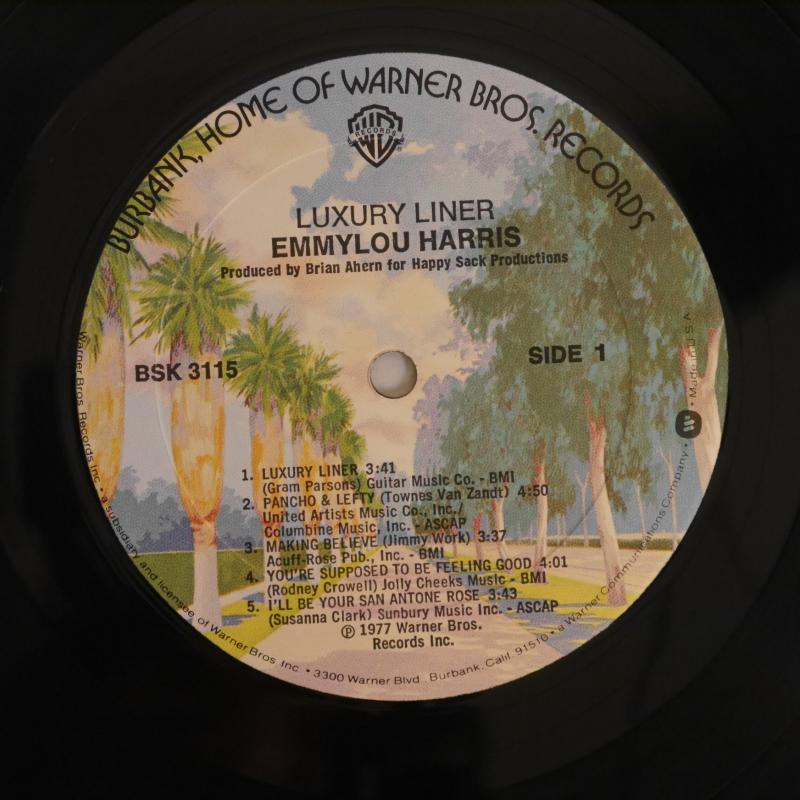 BURBANK, HOME OF WARNER BROS. RECORDS
W
RECORDS
LUXURY LINER
EMMYLOU HARRIS
Produced by Brian Ahern for Happy Sack Productions
BSK 3115
SIDE 1
1. LUXURY LINER 3:41
(Gram Parsons) Guitar Music Co. - BMI
2. PANCHO & LEFTY (Townes Van Zandt) 4:50
United Artists Music Co., Inc./
Columbine Music, Inc. - ASCAP
3. MAKING BELIEVE (Jimmy Work) 3:37
Acuff-Rose Pub., Inc. - BMI
4. YOU'RE SUPPOSED TO BE FEELING GOOD 4:01
(Rodney Crowell) Jolly Cheeks Music - BMI
5. I'LL BE YOUR SAN ANTONE ROSE 3:43
(Susanna Clark) Sunbury Music Inc. - ASCAP
℗ 1977 Warner Bros.
Records Inc.
Warner Bros. Records Inc. • a subsidiary and licensee of Warner Bros. Inc. • 3300 Warner Blvd., Burbank, Calif. 91510 • a Warner Communications Company • Made in U.S.A.